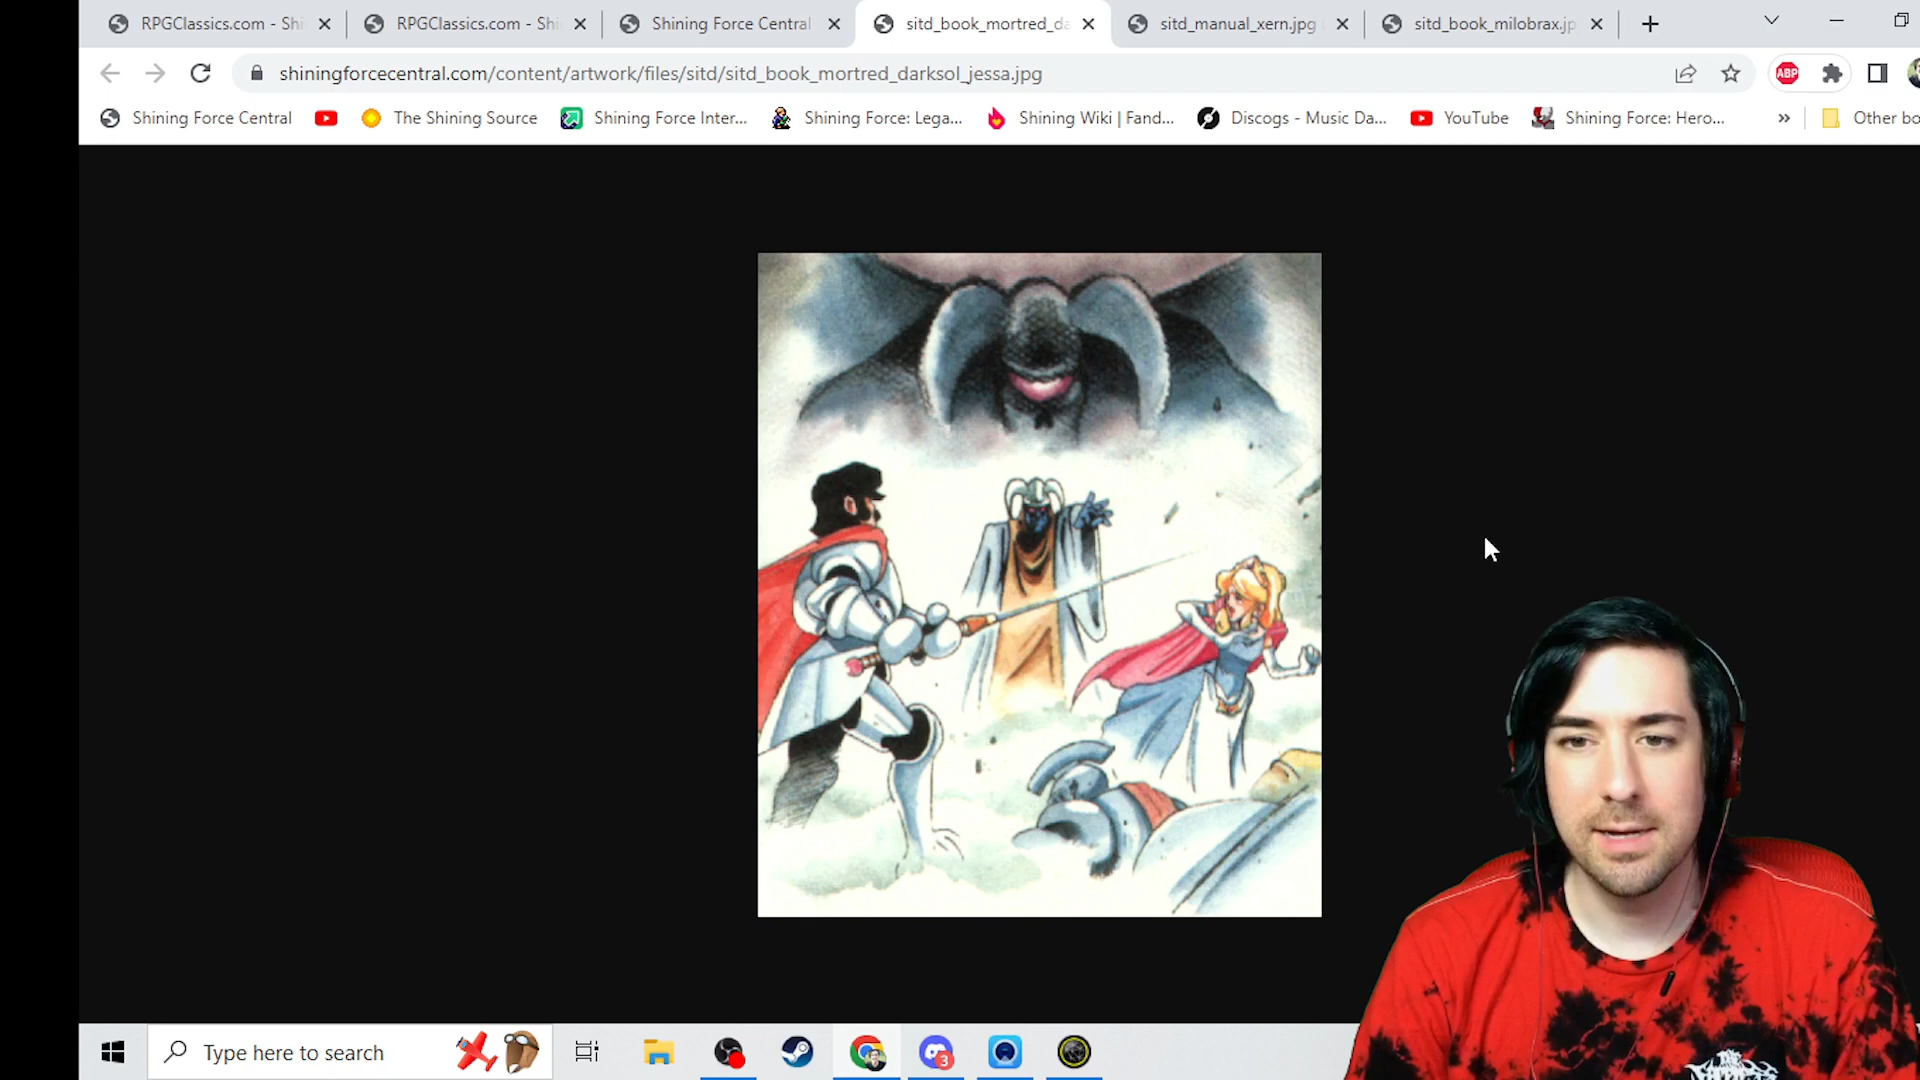 RPGClassics.com - Shi
RPGClassics.com - Shi
Shining Force Central
sitd_book_mortred_da
sitd_manual_xern.jpg
sitd_book_milobrax.jp
shiningforcecentral.com/content/artwork/files/sitd/sitd_book_mortred_darksol_jessa.jpg
ABP
Shining Force Central
The Shining Source
Shining Force Inter...
Shining Force: Lega...
Shining Wiki | Fand...
Discogs - Music Da...
YouTube
Shining Force: Hero...
»
Other bo
Type here to search
3